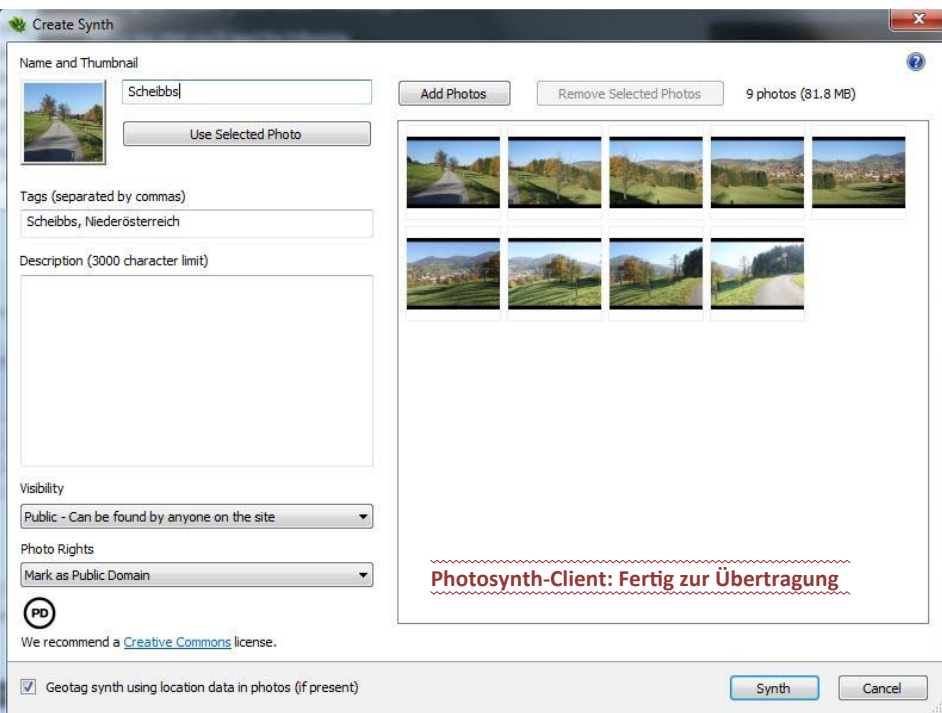 Create Synth
Name and Thumbnail
Scheibbs
Use Selected Photo
Tags (separated by commas)
Scheibbs, Niederösterreich
Description (3000 character limit)
Visibility
Public - Can be found by anyone on the site
Photo Rights
Mark as Public Domain
PD
We recommend a Creative Commons license.
Add Photos
Remove Selected Photos
9 photos (81.8 MB)
Photosynth-Client: Fertig zur Übertragung
Geotag synth using location data in photos (if present)
Synth
Cancel